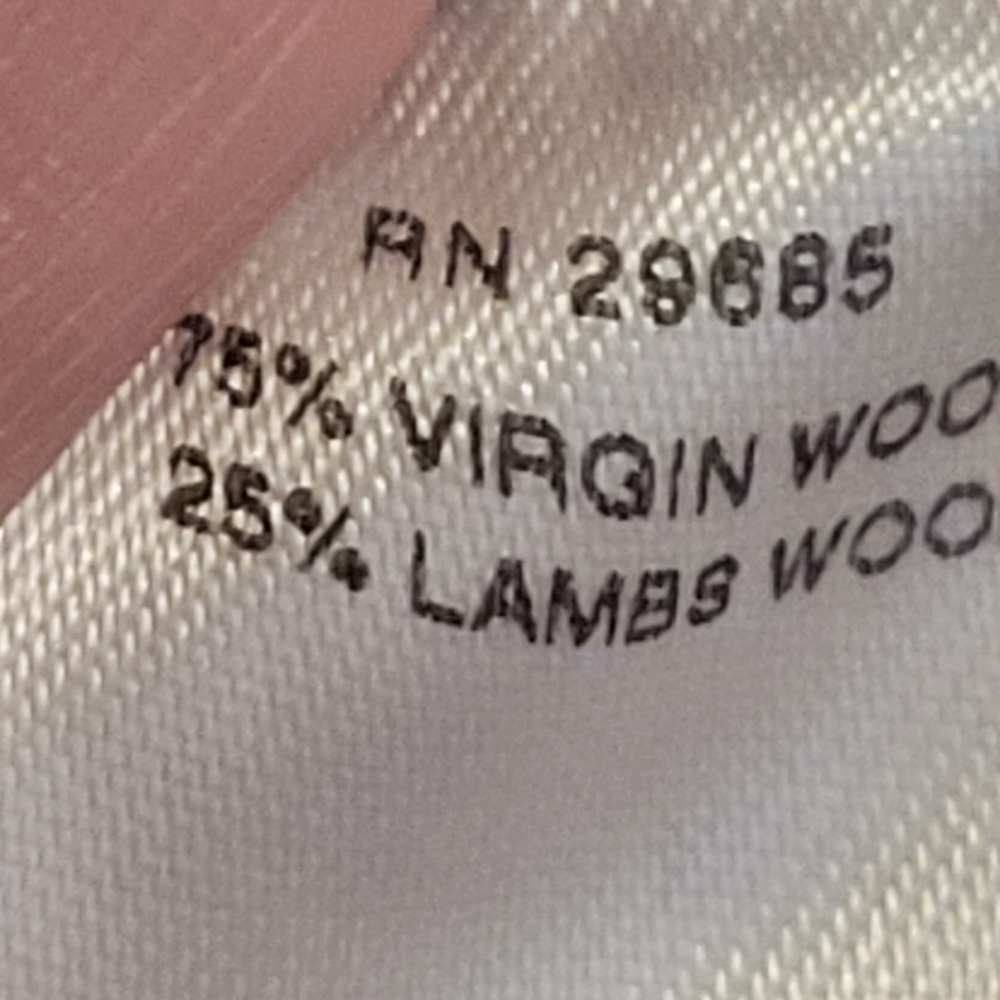 RN 29685
75% VIRGIN WOO
25% LAMBS WOO